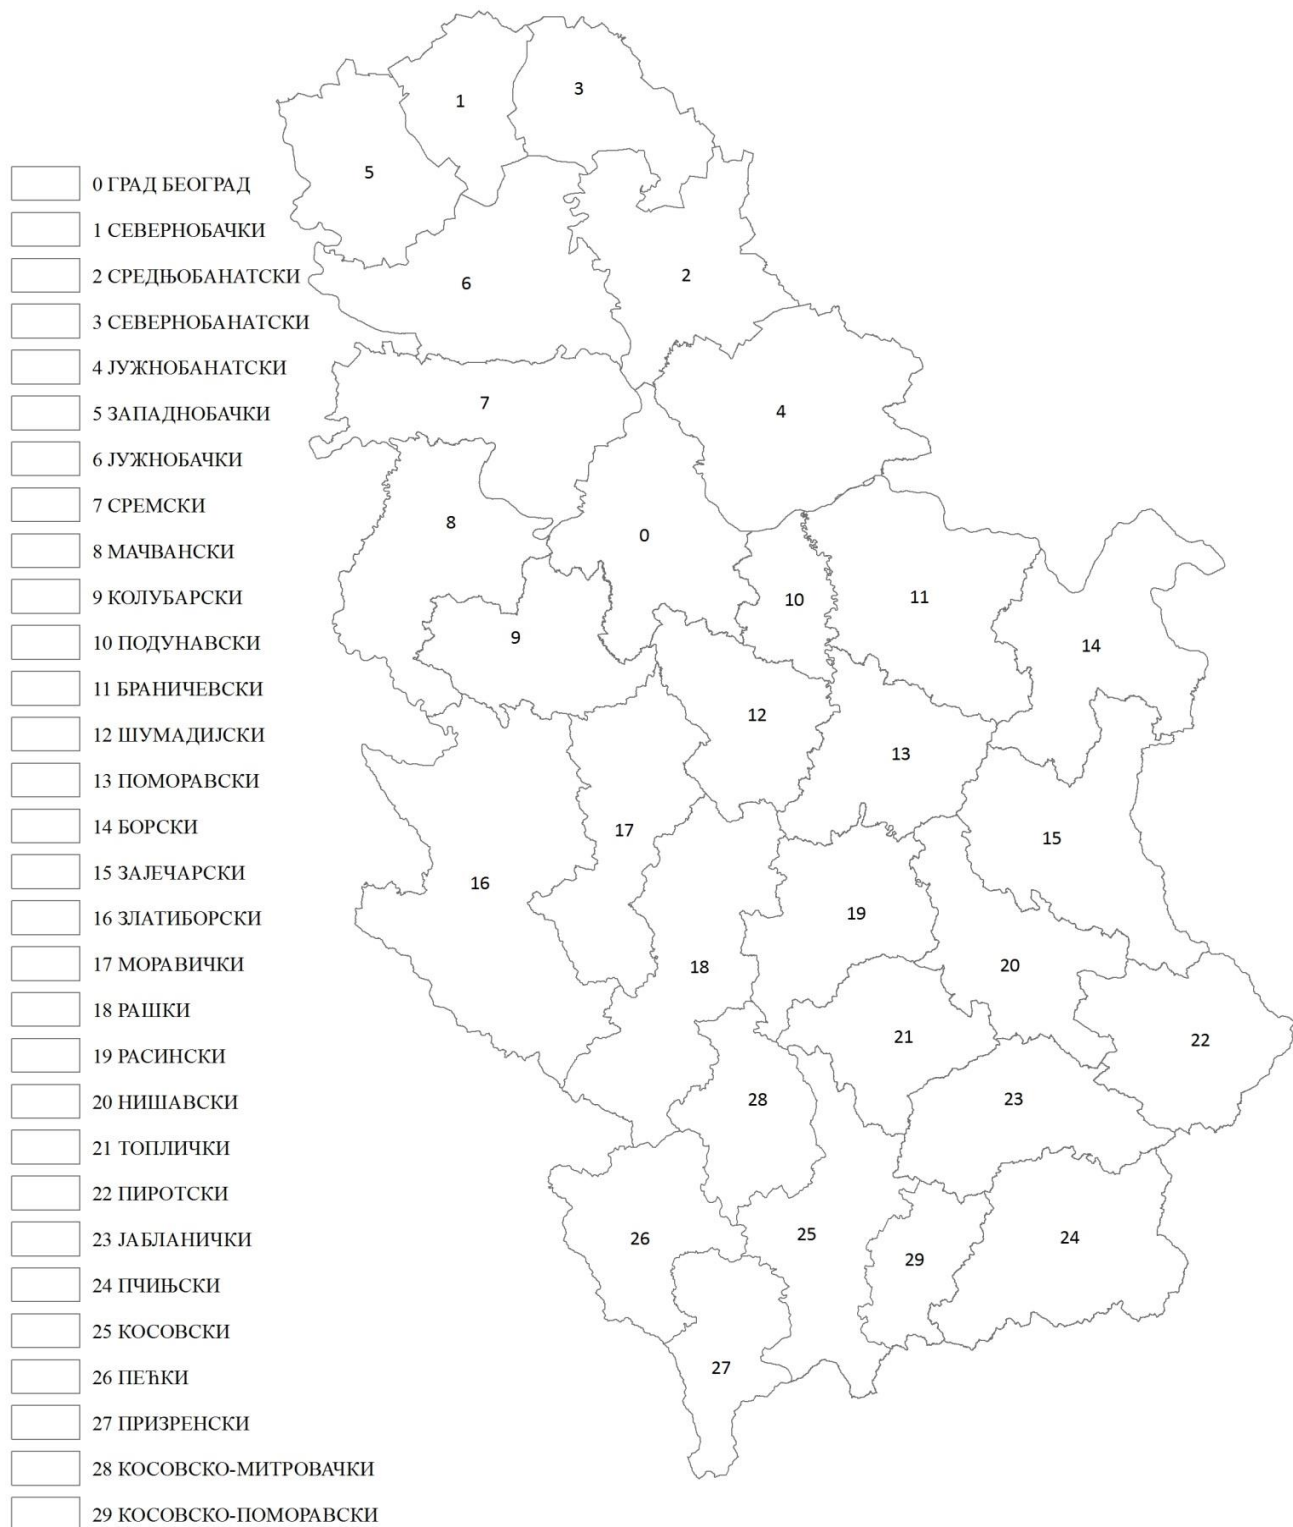 0 ГРАД БЕОГРАД
1 СЕВЕРНОБАЧКИ
2 СРЕДЊОБАНАТСКИ
3 СЕВЕРНОБАНАТСКИ
4 ЈУЖНОБАНАТСКИ
5 ЗАПАДНОБАЧКИ
6 ЈУЖНОБАЧКИ
7 СРЕМСКИ
8 МАЧВАНСКИ
9 КОЛУБАРСКИ
10 ПОДУНАВСКИ
11 БРАНИЧЕВСКИ
12 ШУМАДИЈСКИ
13 ПОМОРАВСКИ
14 БОРСКИ
15 ЗАЈЕЧАРСКИ
16 ЗЛАТИБОРСКИ
17 МОРАВИЧКИ
18 РАШКИ
19 РАСИНСКИ
20 НИШАВСКИ
21 ТОПЛИЧКИ
22 ПИРОТСКИ
23 ЈАБЛАНИЧКИ
24 ПЧИЊСКИ
25 КОСОВСКИ
26 ПЕЋКИ
27 ПРИЗРЕНСКИ
28 КОСОВСКО-МИТРОВАЧКИ
29 КОСОВСКО-ПОМОРАВСКИ
3
1
5
2
6
7
4
8
0
11
10
9
14
12
13
17
15
16
19
18
20
21
22
28
23
25
26
24
29
27